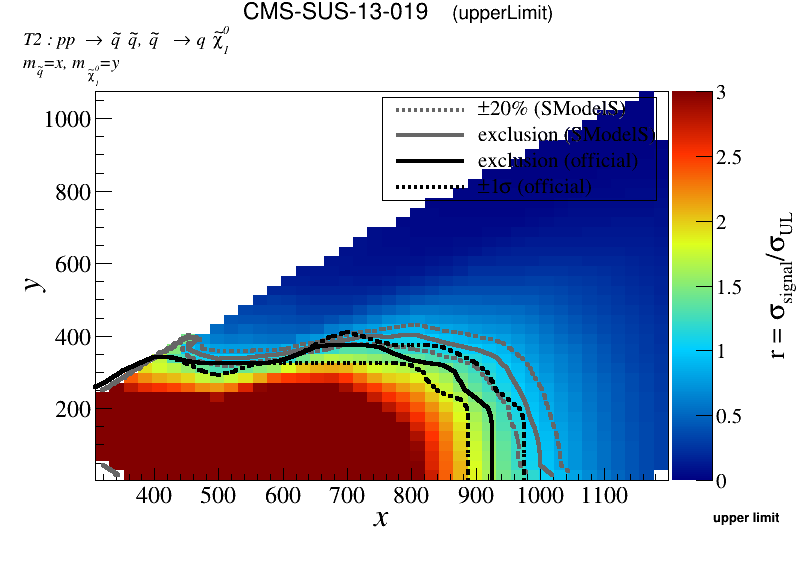 CMS-SUS-13-019 (upperLimit)
T2 : pp → q̃ q̃, q̃ → q χ̃₁⁰
m_q̃=x, m_χ̃₁⁰=y
±20% (SModelS)
exclusion (SModelS)
exclusion (official)
±1σ (official)
1000
800
600
400
200
y
400 500 600 700 800 900 1000 1100
x
3
2.5
2
1.5
1
0.5
0
r = σ_signal/σ_UL
upper limit